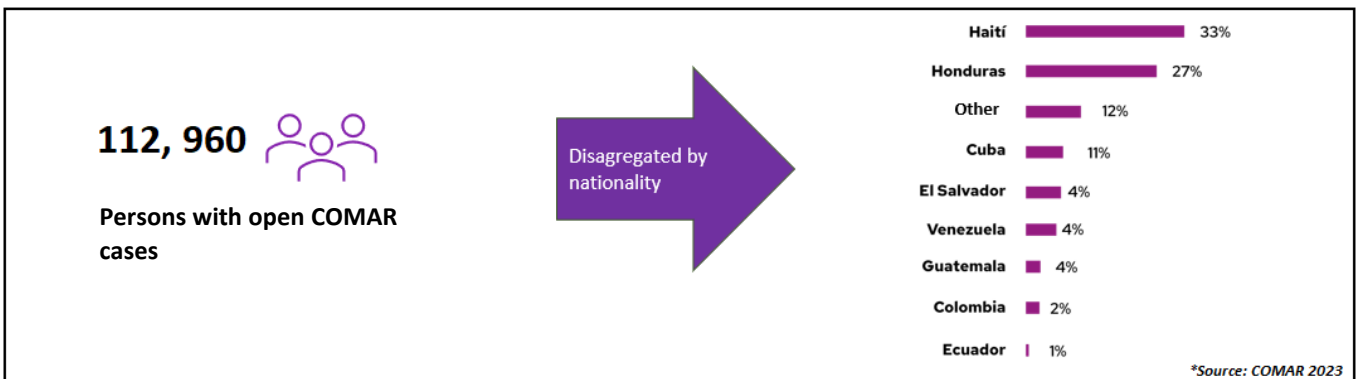 112, 960
Persons with open COMAR
cases
Disagregated by
nationality
Haití 33%
Honduras 27%
Other 12%
Cuba 11%
El Salvador 4%
Venezuela 4%
Guatemala 4%
Colombia 2%
Ecuador 1%
*Source: COMAR 2023